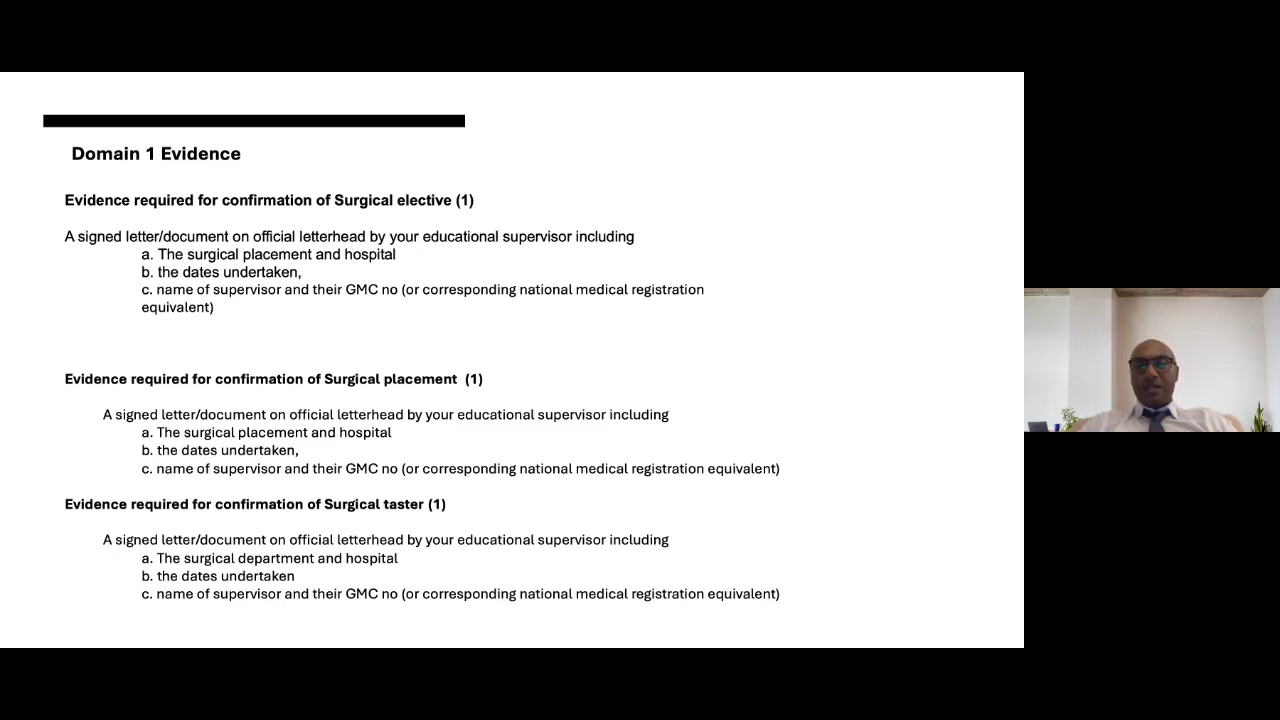 Domain 1 Evidence
Evidence required for confirmation of Surgical elective (1)
A signed letter/document on official letterhead by your educational supervisor including
a. The surgical placement and hospital
b. the dates undertaken,
c. name of supervisor and their GMC no (or corresponding national medical registration
equivalent)
Evidence required for confirmation of Surgical placement (1)
A signed letter/document on official letterhead by your educational supervisor including
a. The surgical placement and hospital
b. the dates undertaken,
c. name of supervisor and their GMC no (or corresponding national medical registration equivalent)
Evidence required for confirmation of Surgical taster (1)
A signed letter/document on official letterhead by your educational supervisor including
a. The surgical department and hospital
b. the dates undertaken
c. name of supervisor and their GMC no (or corresponding national medical registration equivalent)